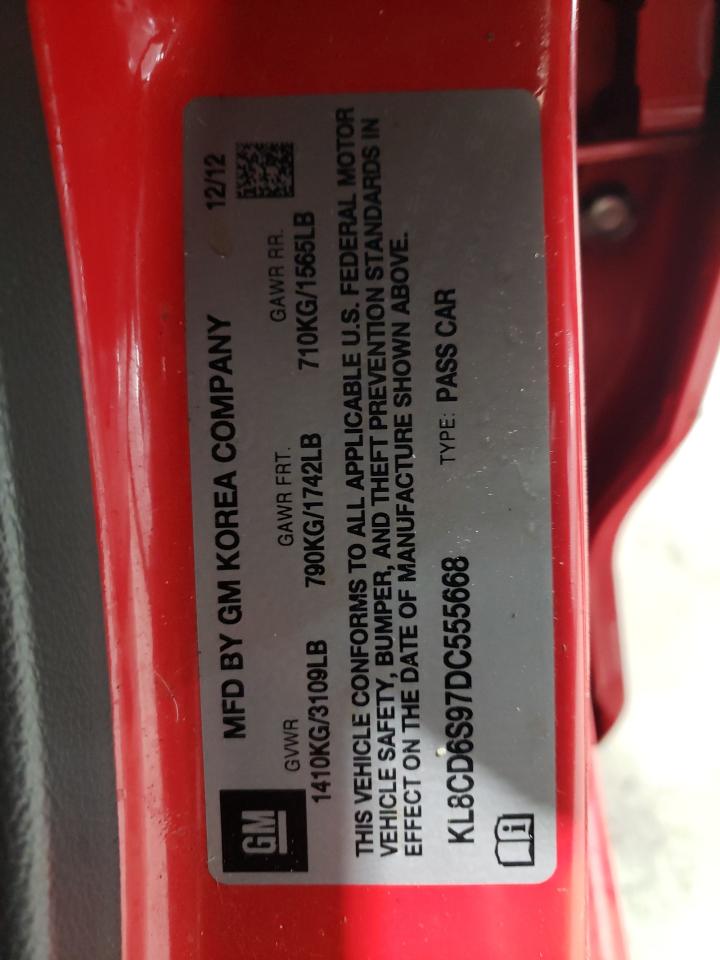 GM
MFD BY GM KOREA COMPANY 12/12
GVWR GAWR FRT. GAWR RR.
1410KG/3109LB 790KG/1742LB 710KG/1565LB
THIS VEHICLE CONFORMS TO ALL APPLICABLE U.S. FEDERAL MOTOR
VEHICLE SAFETY, BUMPER, AND THEFT PREVENTION STANDARDS IN
EFFECT ON THE DATE OF MANUFACTURE SHOWN ABOVE.
KL8CD6S97DC555668 TYPE: PASS CAR